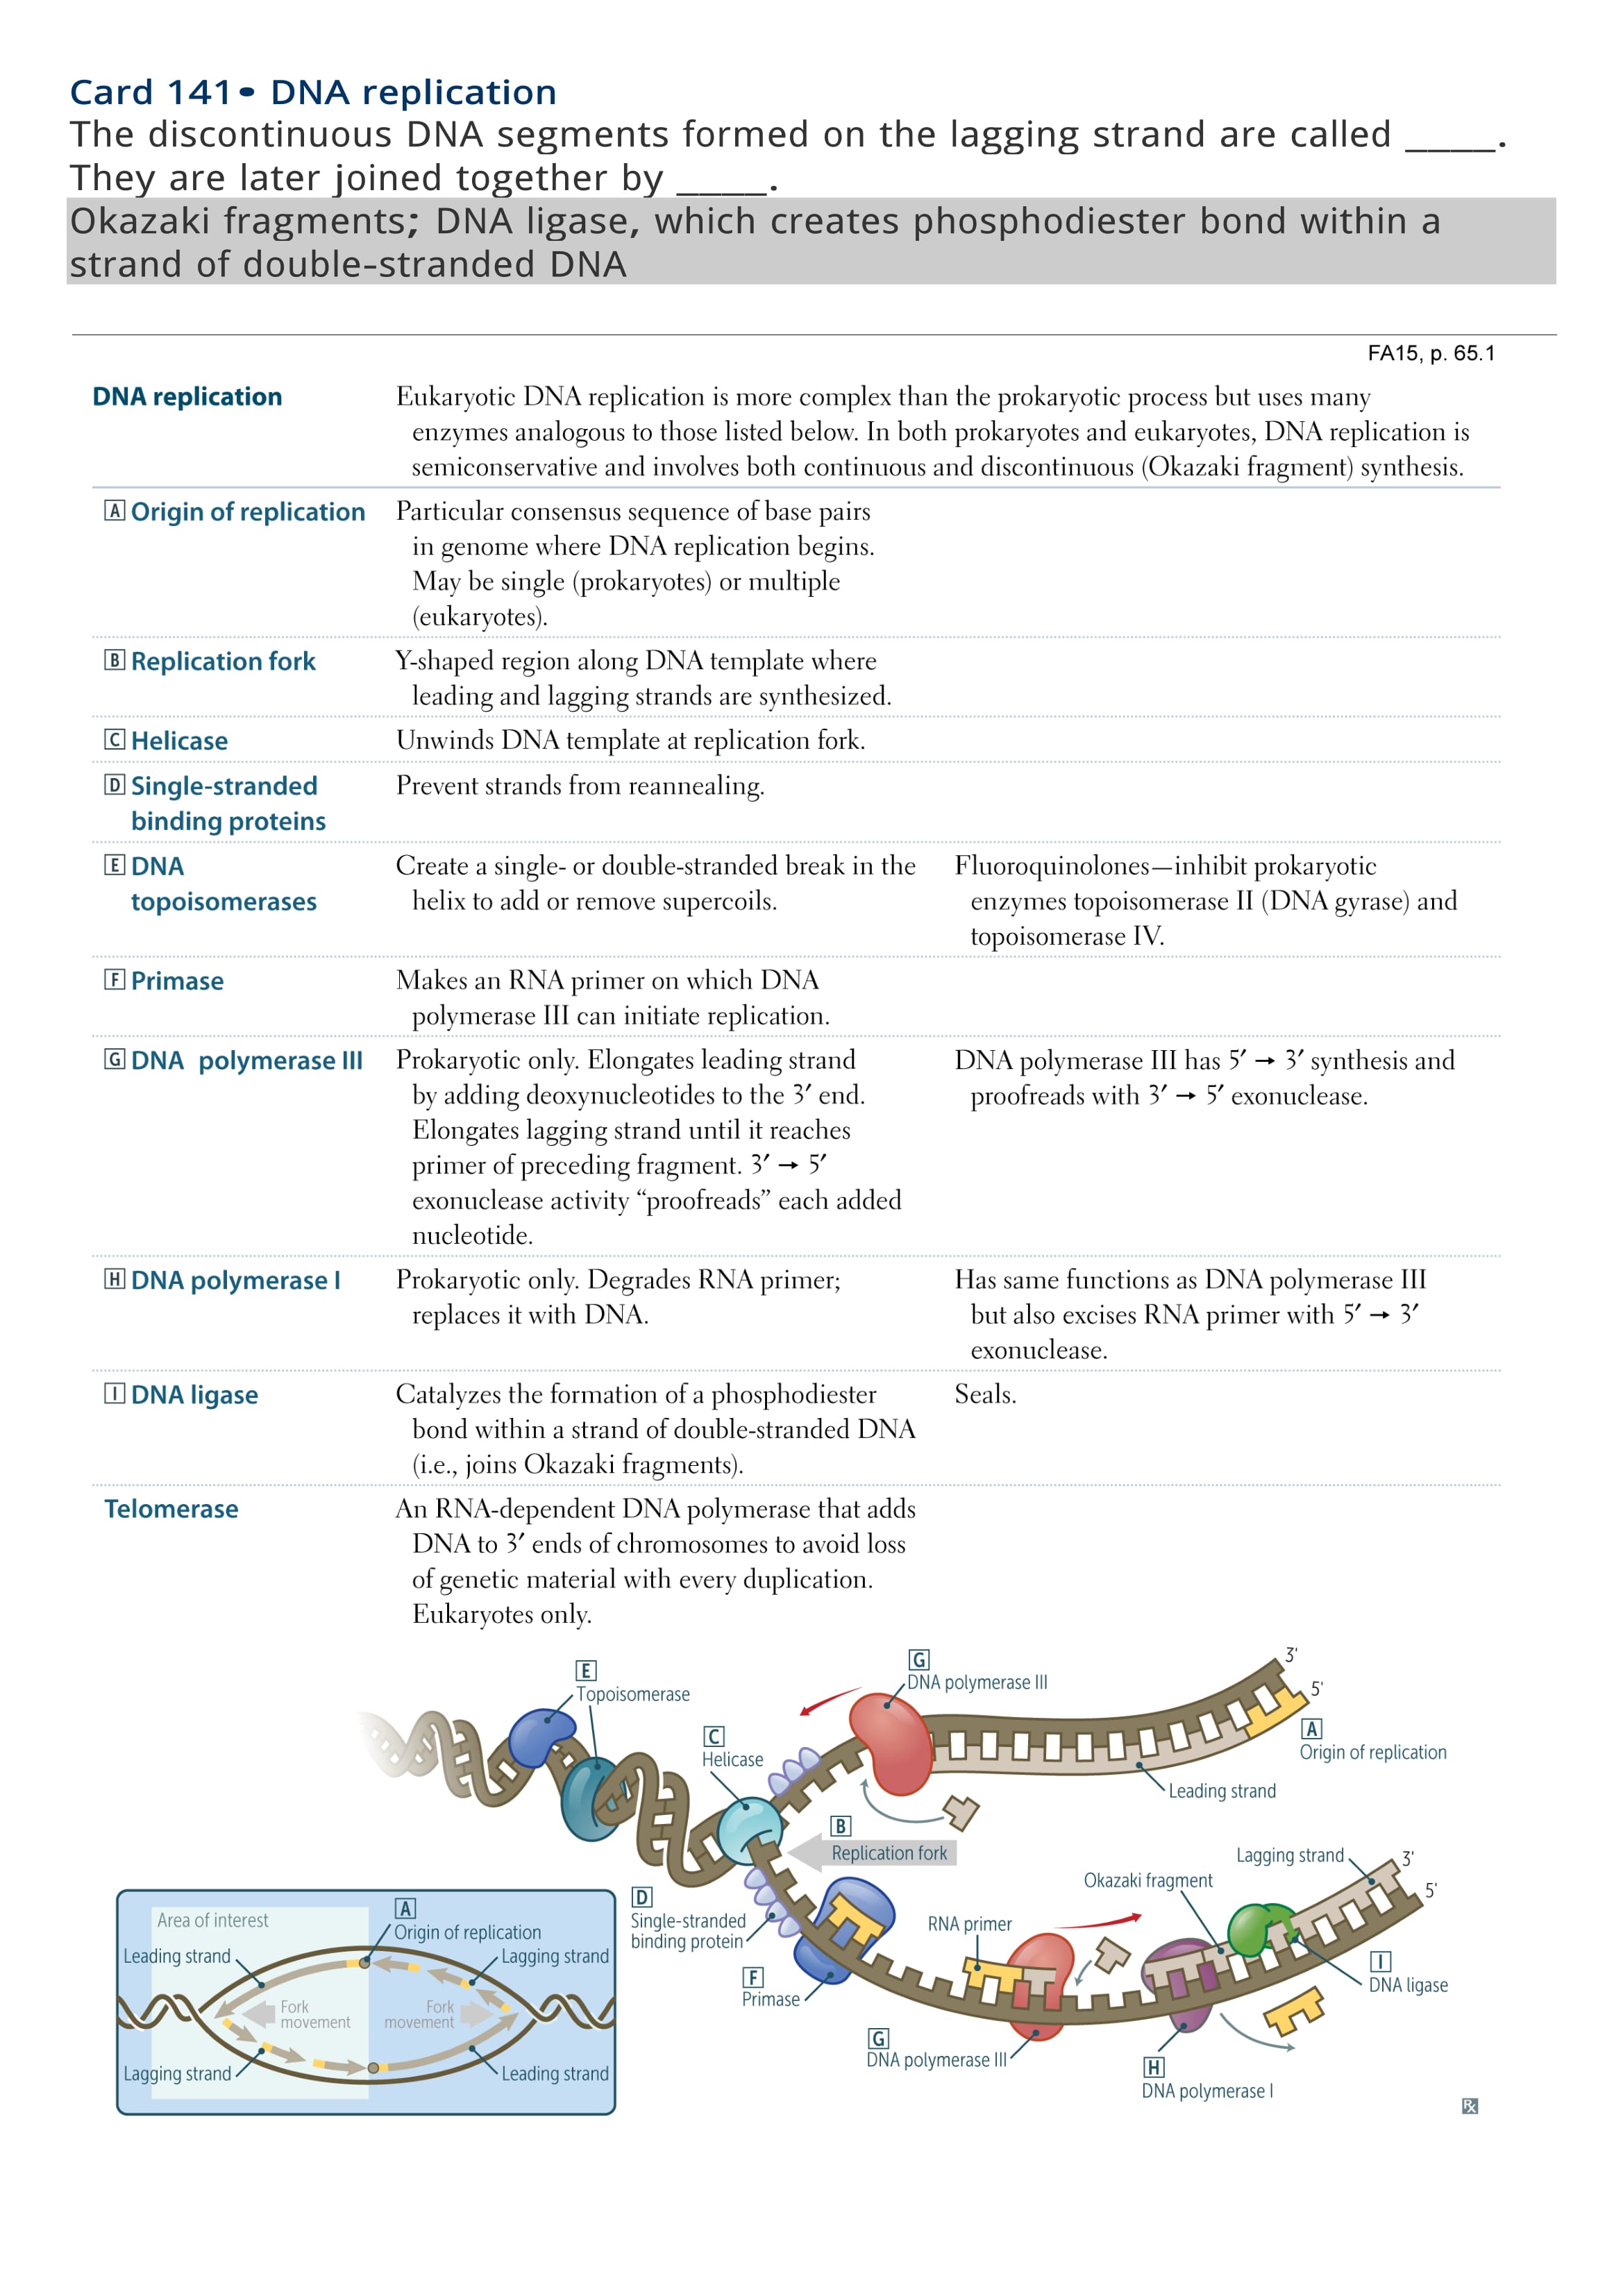 Card 141• DNA replication
The discontinuous DNA segments formed on the lagging strand are called ____.
They are later joined together by ____.
Okazaki fragments; DNA ligase, which creates phosphodiester bond within a
strand of double-stranded DNA
FA15, p. 65.1
DNA replication
Eukaryotic DNA replication is more complex than the prokaryotic process but uses many
enzymes analogous to those listed below. In both prokaryotes and eukaryotes, DNA replication is
semiconservative and involves both continuous and discontinuous (Okazaki fragment) synthesis.
A Origin of replication
Particular consensus sequence of base pairs
in genome where DNA replication begins.
May be single (prokaryotes) or multiple
(eukaryotes).
B Replication fork
Y-shaped region along DNA template where
leading and lagging strands are synthesized.
C Helicase
Unwinds DNA template at replication fork.
D Single-stranded
binding proteins
Prevent strands from reannealing.
E DNA
topoisomerases
Create a single- or double-stranded break in the
helix to add or remove supercoils.
Fluoroquinolones—inhibit prokaryotic
enzymes topoisomerase II (DNA gyrase) and
topoisomerase IV.
F Primase
Makes an RNA primer on which DNA
polymerase III can initiate replication.
G DNA polymerase III
Prokaryotic only. Elongates leading strand
by adding deoxynucleotides to the 3′ end.
Elongates lagging strand until it reaches
primer of preceding fragment. 3′ → 5′
exonuclease activity “proofreads” each added
nucleotide.
DNA polymerase III has 5′ → 3′ synthesis and
proofreads with 3′ → 5′ exonuclease.
H DNA polymerase I
Prokaryotic only. Degrades RNA primer;
replaces it with DNA.
Has same functions as DNA polymerase III
but also excises RNA primer with 5′ → 3′
exonuclease.
I DNA ligase
Catalyzes the formation of a phosphodiester
bond within a strand of double-stranded DNA
(i.e., joins Okazaki fragments).
Seals.
Telomerase
An RNA-dependent DNA polymerase that adds
DNA to 3′ ends of chromosomes to avoid loss
of genetic material with every duplication.
Eukaryotes only.
E
Topoisomerase
G
DNA polymerase III
3'
5'
A
Origin of replication
C
Helicase
Leading strand
B
Replication fork
Lagging strand
3'
5'
Okazaki fragment
D
Single-stranded
binding protein
RNA primer
F
Primase
I
DNA ligase
G
DNA polymerase III
H
DNA polymerase I
Area of interest
A
Origin of replication
Leading strand
Lagging strand
Fork
movement
Fork
movement
Lagging strand
Leading strand
Rx